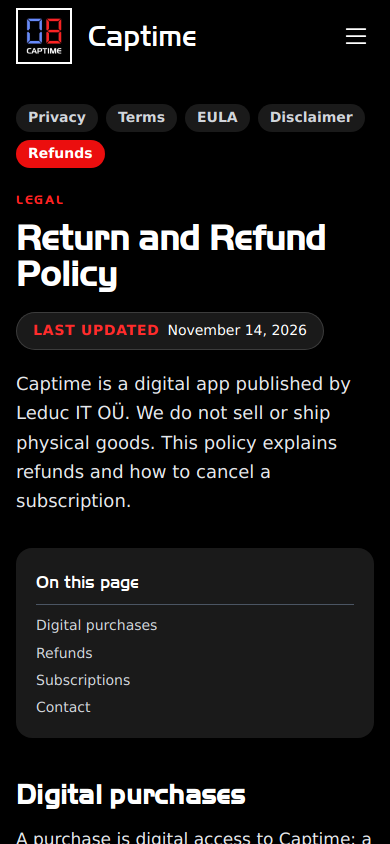 08
CAPTIME
Captime
Privacy
Terms
EULA
Disclaimer
Refunds
LEGAL
Return and Refund
Policy
LAST UPDATED November 14, 2026
Captime is a digital app published by
Leduc IT OÜ. We do not sell or ship
physical goods. This policy explains
refunds and how to cancel a
subscription.
On this page
Digital purchases
Refunds
Subscriptions
Contact
Digital purchases
A purchase is digital access to Captime: a